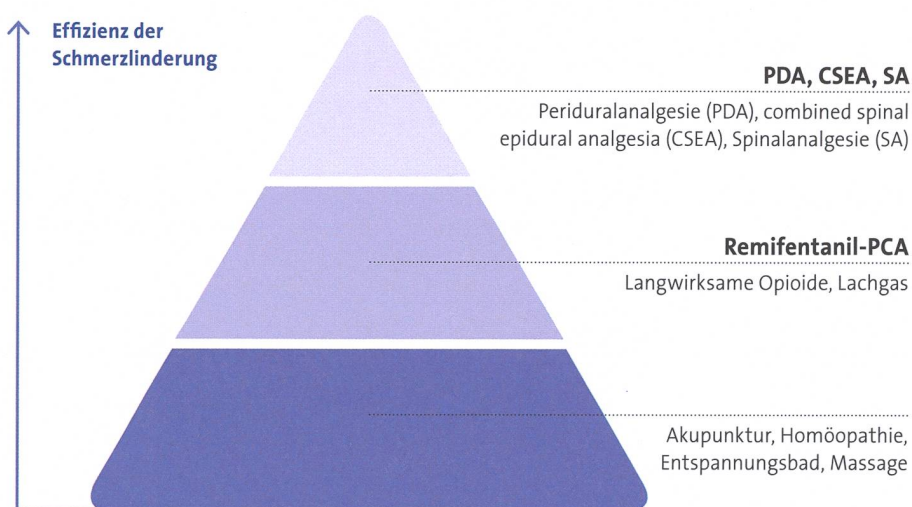 Effizienz der
Schmerzlinderung
PDA, CSEA, SA
Periduralanalgesie (PDA), combined spinal
epidural analgesia (CSEA), Spinalanalgesie (SA)
Remifentanil-PCA
Langwirksame Opioide, Lachgas
Akupunktur, Homöopathie,
Entspannungsbad, Massage